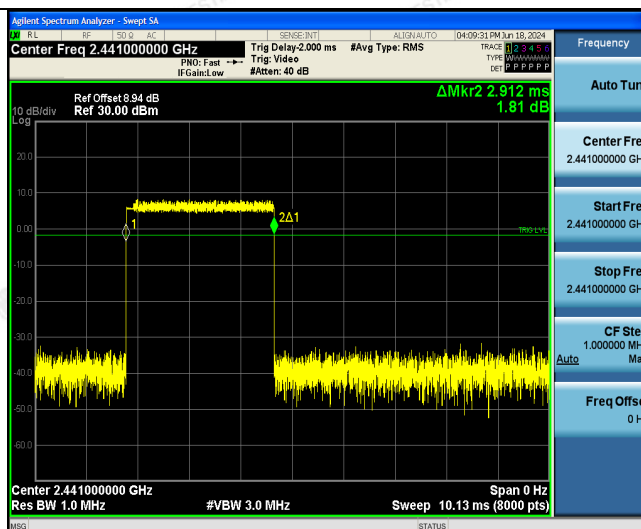 Agilent Spectrum Analyzer - Swept SA
LXI RL RF 50 Ω AC SENSE:INT ALIGN AUTO 04:09:31 PM Jun 18, 2024
Center Freq 2.441000000 GHz
PNO: Fast
IFGain:Low
Trig Delay-2.000 ms
Trig: Video
#Atten: 40 dB
#Avg Type: RMS
TRACE 1 2 3 4 5 6
TYPE W
DET P P P P P P
ΔMkr2 2.912 ms
1.81 dB
Ref Offset 8.94 dB
10 dB/div Ref 30.00 dBm
Log
20.0
10.0
0.00
-10.0
-20.0
-30.0
-40.0
-50.0
-60.0
1
2Δ1
TRIG LVL
Center 2.441000000 GHz Span 0 Hz
Res BW 1.0 MHz #VBW 3.0 MHz Sweep 10.13 ms (8000 pts)
MSG STATUS
Frequency
Auto Tun
Center Fre
2.441000000 GH
Start Fre
2.441000000 GH
Stop Fre
2.441000000 GH
CF Ste
1.000000 MH
Auto Ma
Freq Offse
0 H